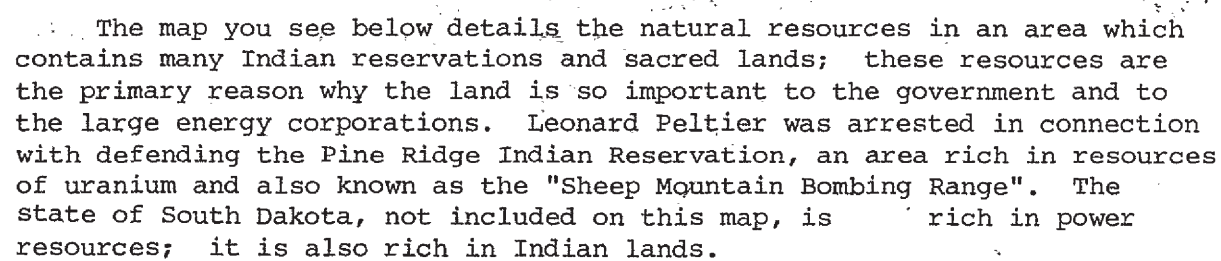 The map you see below details the natural resources in an area which
contains many Indian reservations and sacred lands; these resources are
the primary reason why the land is so important to the government and to
the large energy corporations. Leonard Peltier was arrested in connection
with defending the Pine Ridge Indian Reservation, an area rich in resources
of uranium and also known as the "Sheep Mountain Bombing Range". The
state of South Dakota, not included on this map, is rich in power
resources; it is also rich in Indian lands.